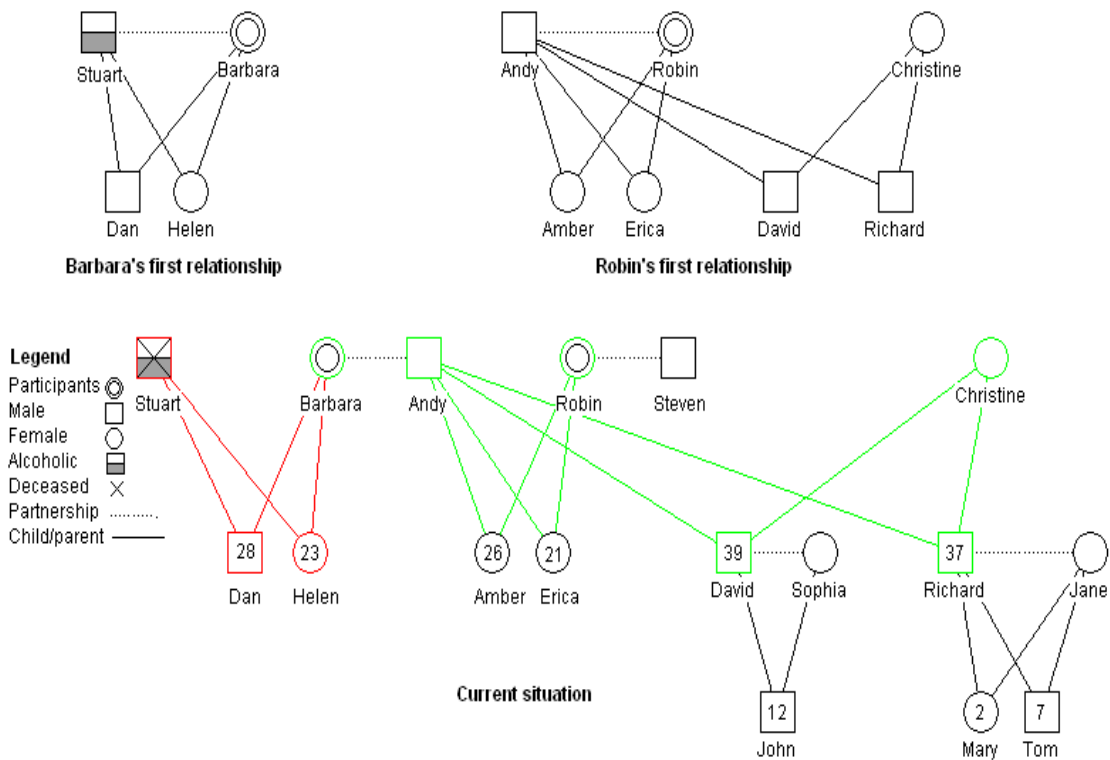 Stuart
Barbara
Andy
Robin
Christine
Dan
Helen
Amber
Erica
David
Richard
Barbara's first relationship
Robin's first relationship
Legend
Participants
Male
Female
Alcoholic
Deceased
Partnership
Child/parent
Stuart
Barbara
Andy
Robin
Steven
Christine
28
23
26
21
39
37
Dan
Helen
Amber
Erica
David
Sophia
Richard
Jane
Current situation
12
2
7
John
Mary
Tom